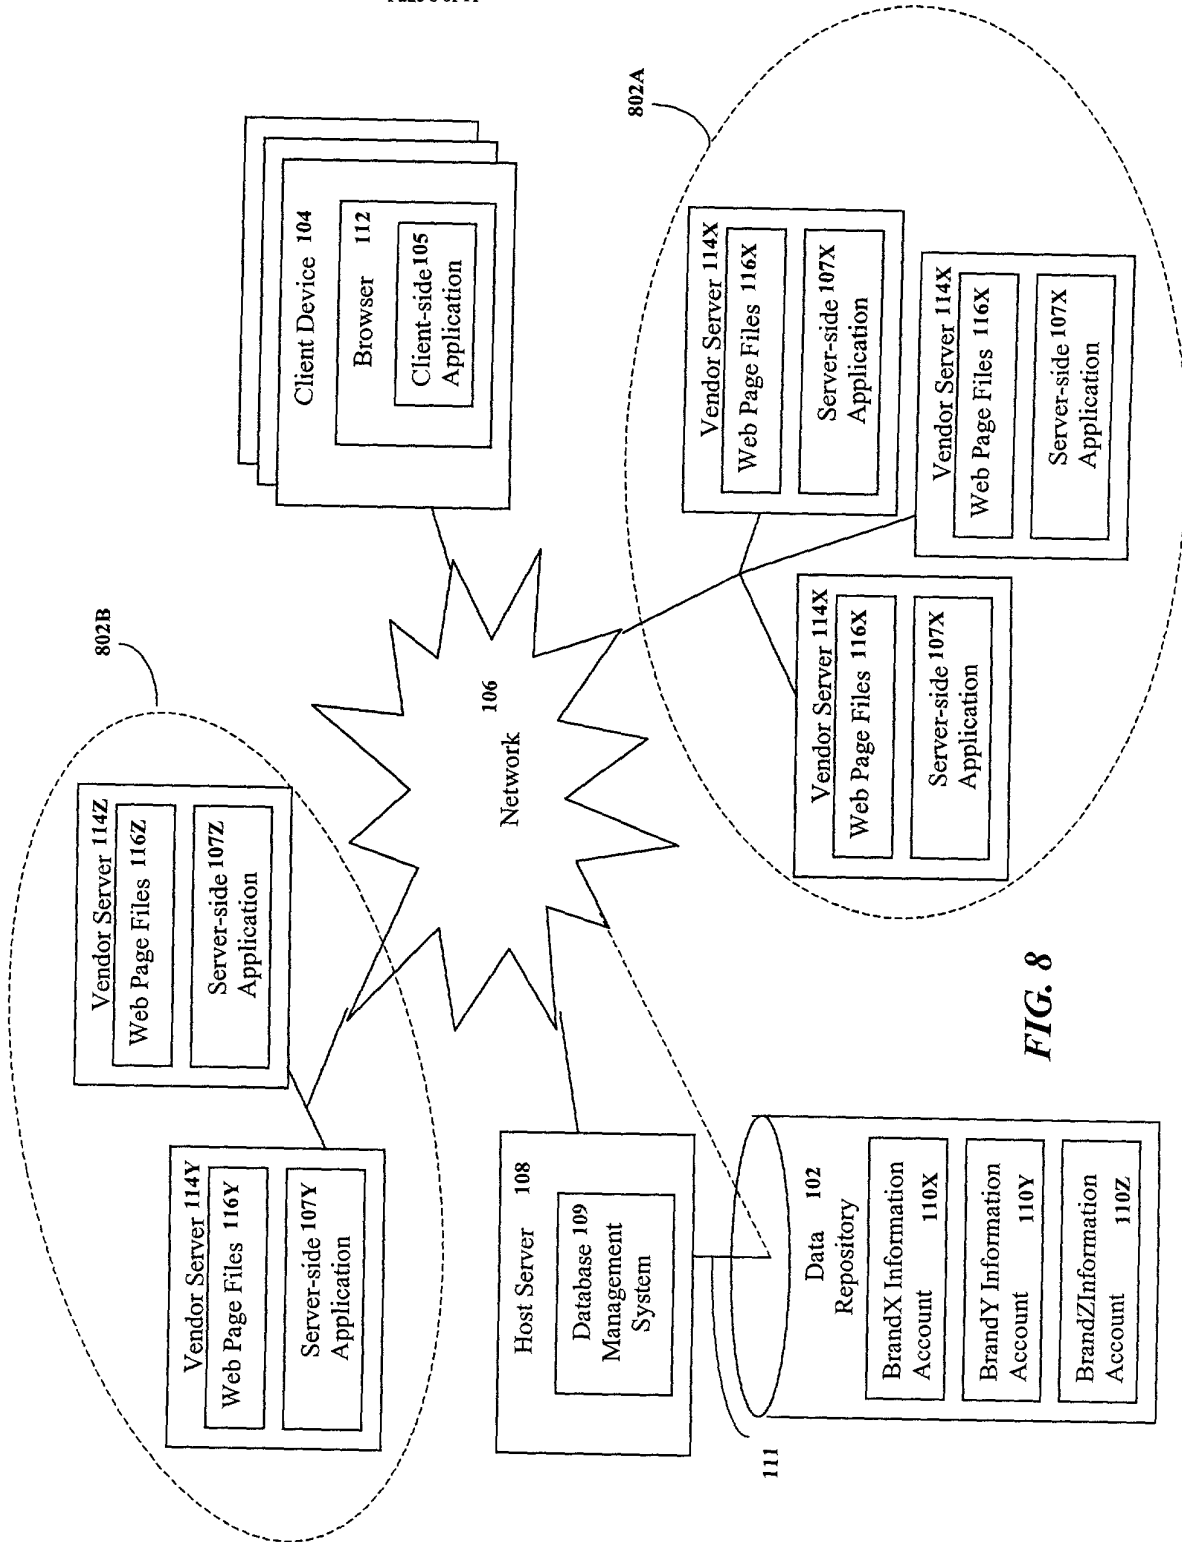 802B
Vendor Server 114Y
Web Page Files 116Y
Server-side 107Y
Application
Vendor Server 114Z
Web Page Files 116Z
Server-side 107Z
Application
Client Device 104
Browser 112
Client-side 105
Application
Network 106
Host Server 108
Database 109
Management
System
111
Data 102
Repository
BrandX Information
Account 110X
BrandY Information
Account 110Y
BrandZInformation
Account 110Z
802A
Vendor Server 114X
Web Page Files 116X
Server-side 107X
Application
Vendor Server 114X
Web Page Files 116X
Server-side 107X
Application
Vendor Server 114X
Web Page Files 116X
Server-side 107X
Application
FIG. 8